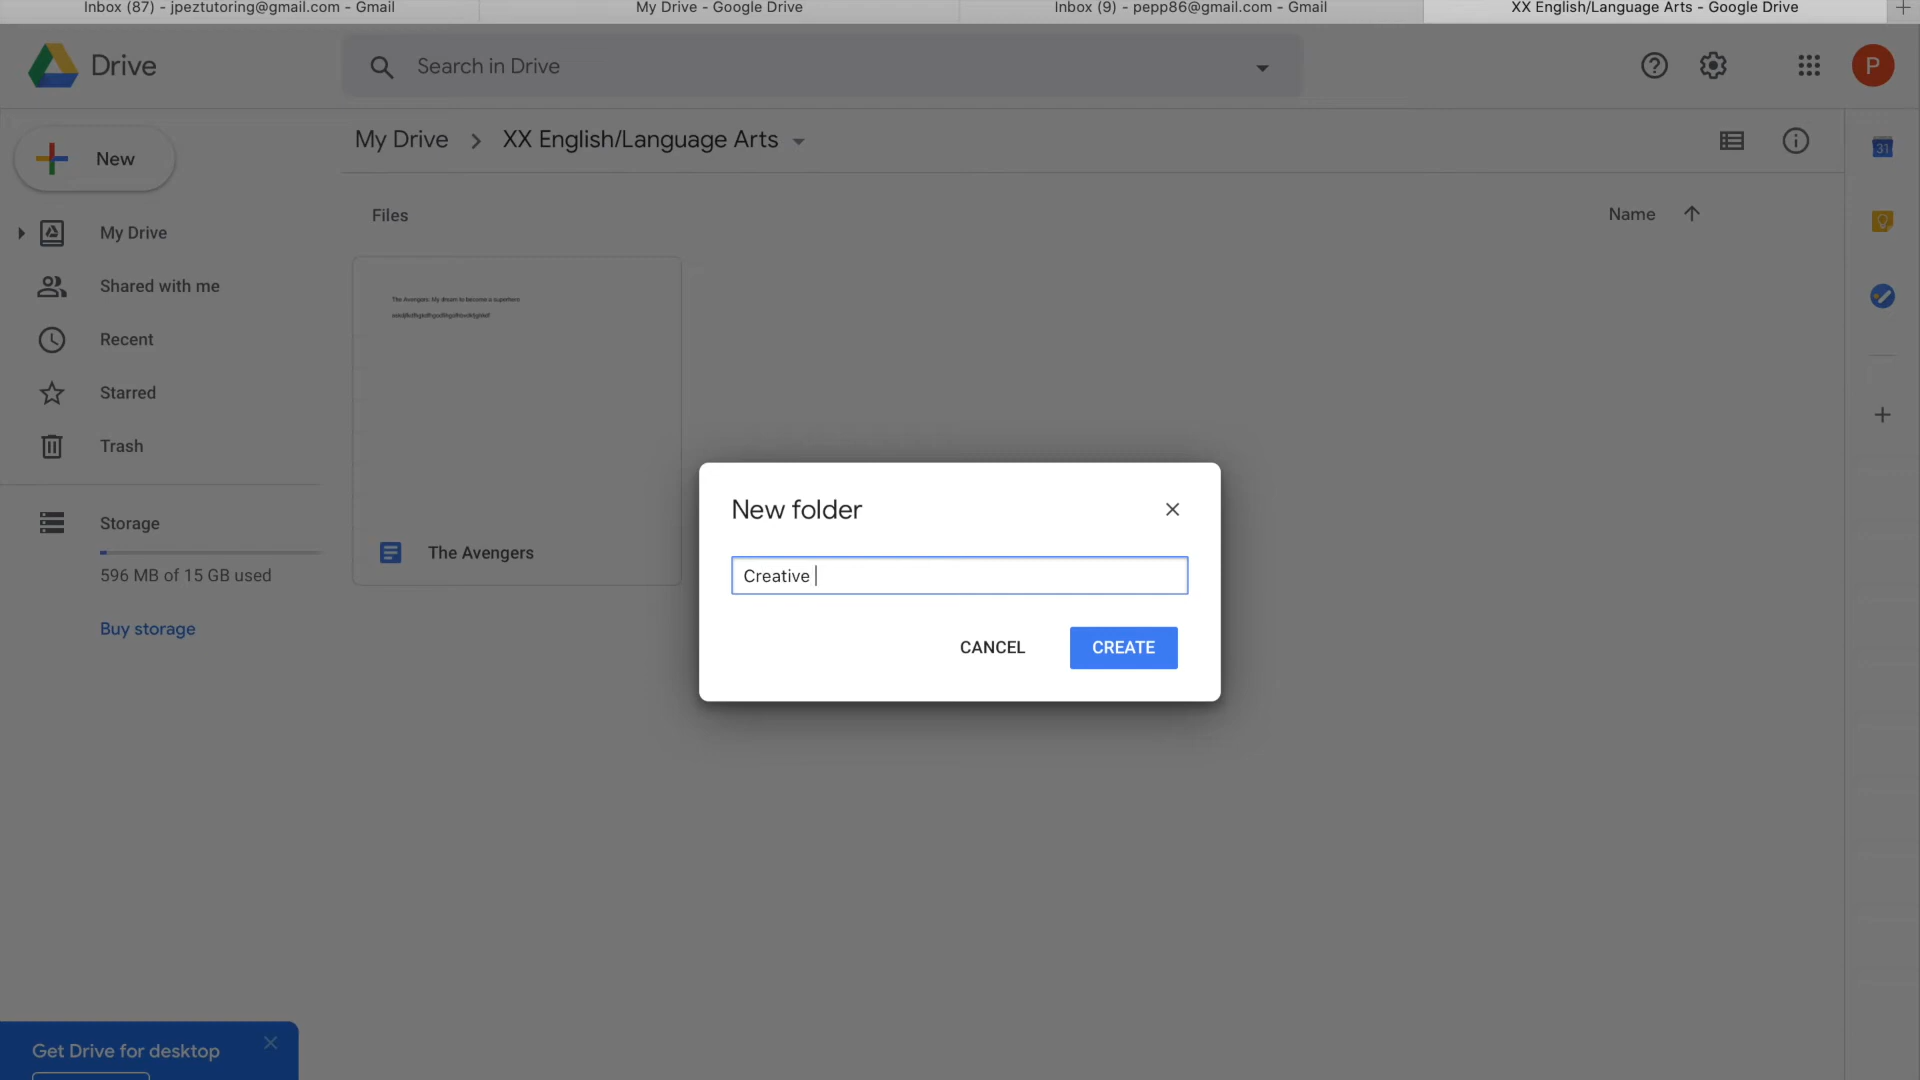 Inbox (87) - jpeztutoring@gmail.com - Gmail
My Drive - Google Drive
Inbox (9) - pepp86@gmail.com - Gmail
XX English/Language Arts - Google Drive
Drive
Search in Drive
P
New
My Drive
XX English/Language Arts
31
My Drive
Shared with me
Recent
Starred
Trash
Storage
596 MB of 15 GB used
Buy storage
Files
Name
The Avengers: My dream to become a superhero
The Avengers
New folder
Creative
CANCEL
CREATE
Get Drive for desktop